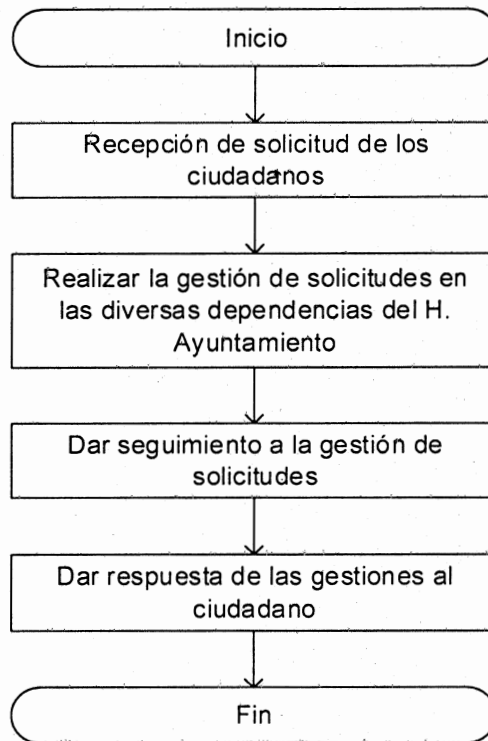 Inicio
Recepción de solicitud de los
ciudadanos
Realizar la gestión de solicitudes en
las diversas dependencias del H.
Ayuntamiento
Dar seguimiento a la gestión de
solicitudes
Dar respuesta de las gestiones al
ciudadano
Fin